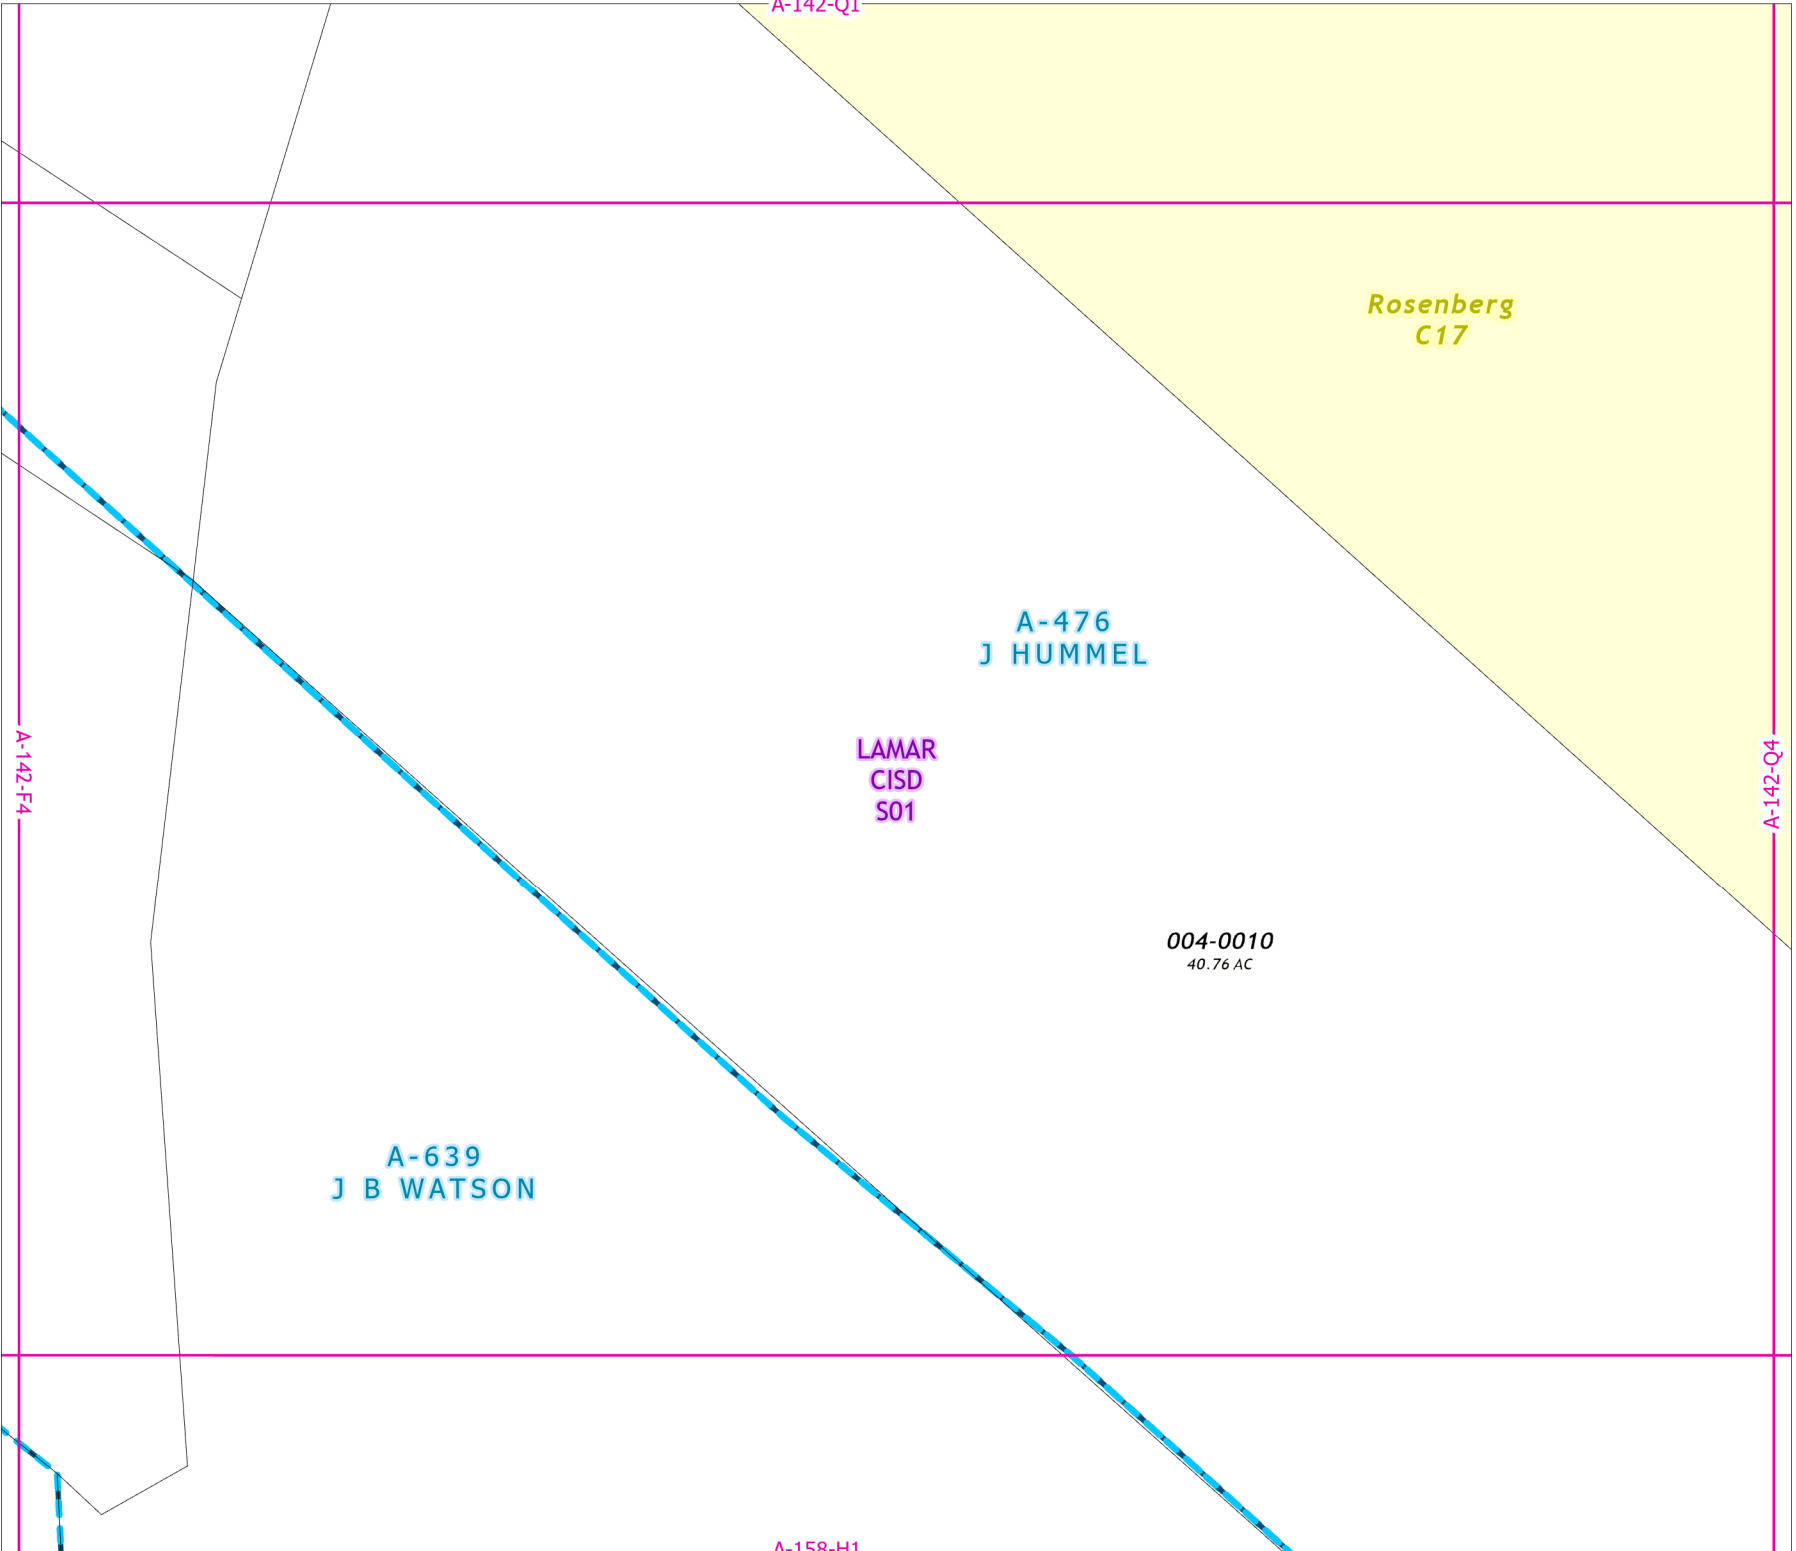 A-142-Q1
Rosenberg
C17
A-476
J HUMMEL
LAMAR
CISD
S01
A-142-F4
A-142-Q4
004-0010
40.76 AC
A-639
J B WATSON
A-158-H1